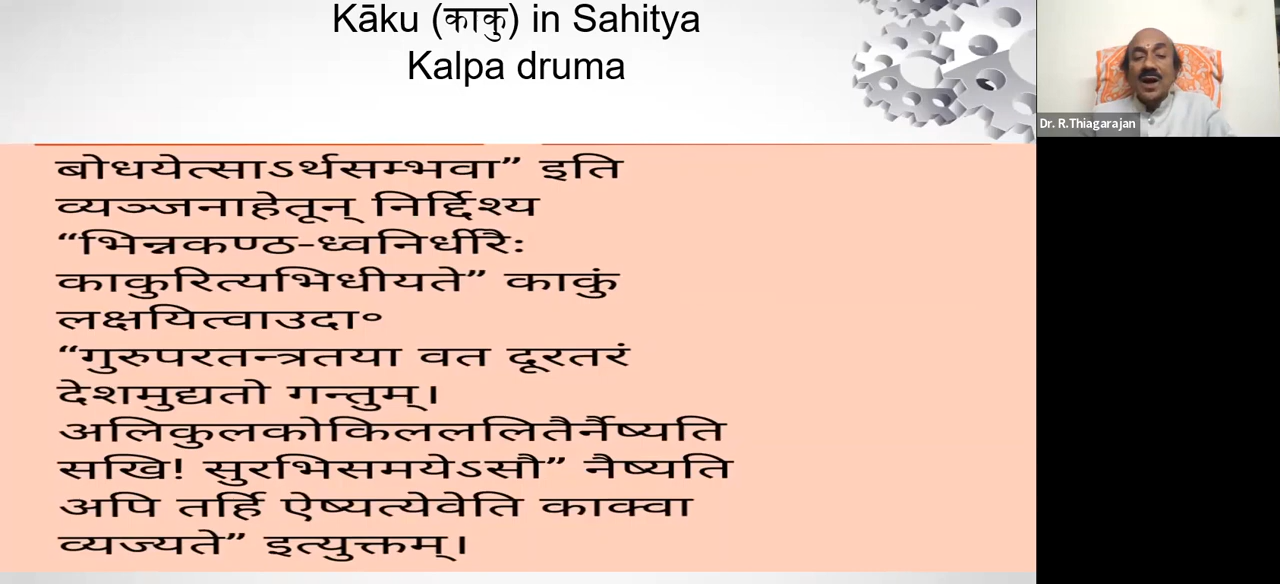 Kāku (काकु) in Sahitya
Kalpa druma
Dr. R.Thiagarajan
बोधयेत्साऽर्थसम्भवा” इति
व्यञ्जनाहेतून् निर्द्दिश्य
“भिन्नकण्ठ-ध्वनिर्धीरैः
काकुरित्यभिधीयते” काकुं
लक्षयित्वाउदा॰
“गुरुपरतन्त्रतया वत दूरतरं
देशमुद्यतो गन्तुम्।
अलिकुलकोकिलललितैर्नैष्यति
सखि! सुरभिसमयेऽसौ” नैष्यति
अपि तर्हि ऐष्यत्येवेति काक्वा
व्यज्यते” इत्युक्तम्।